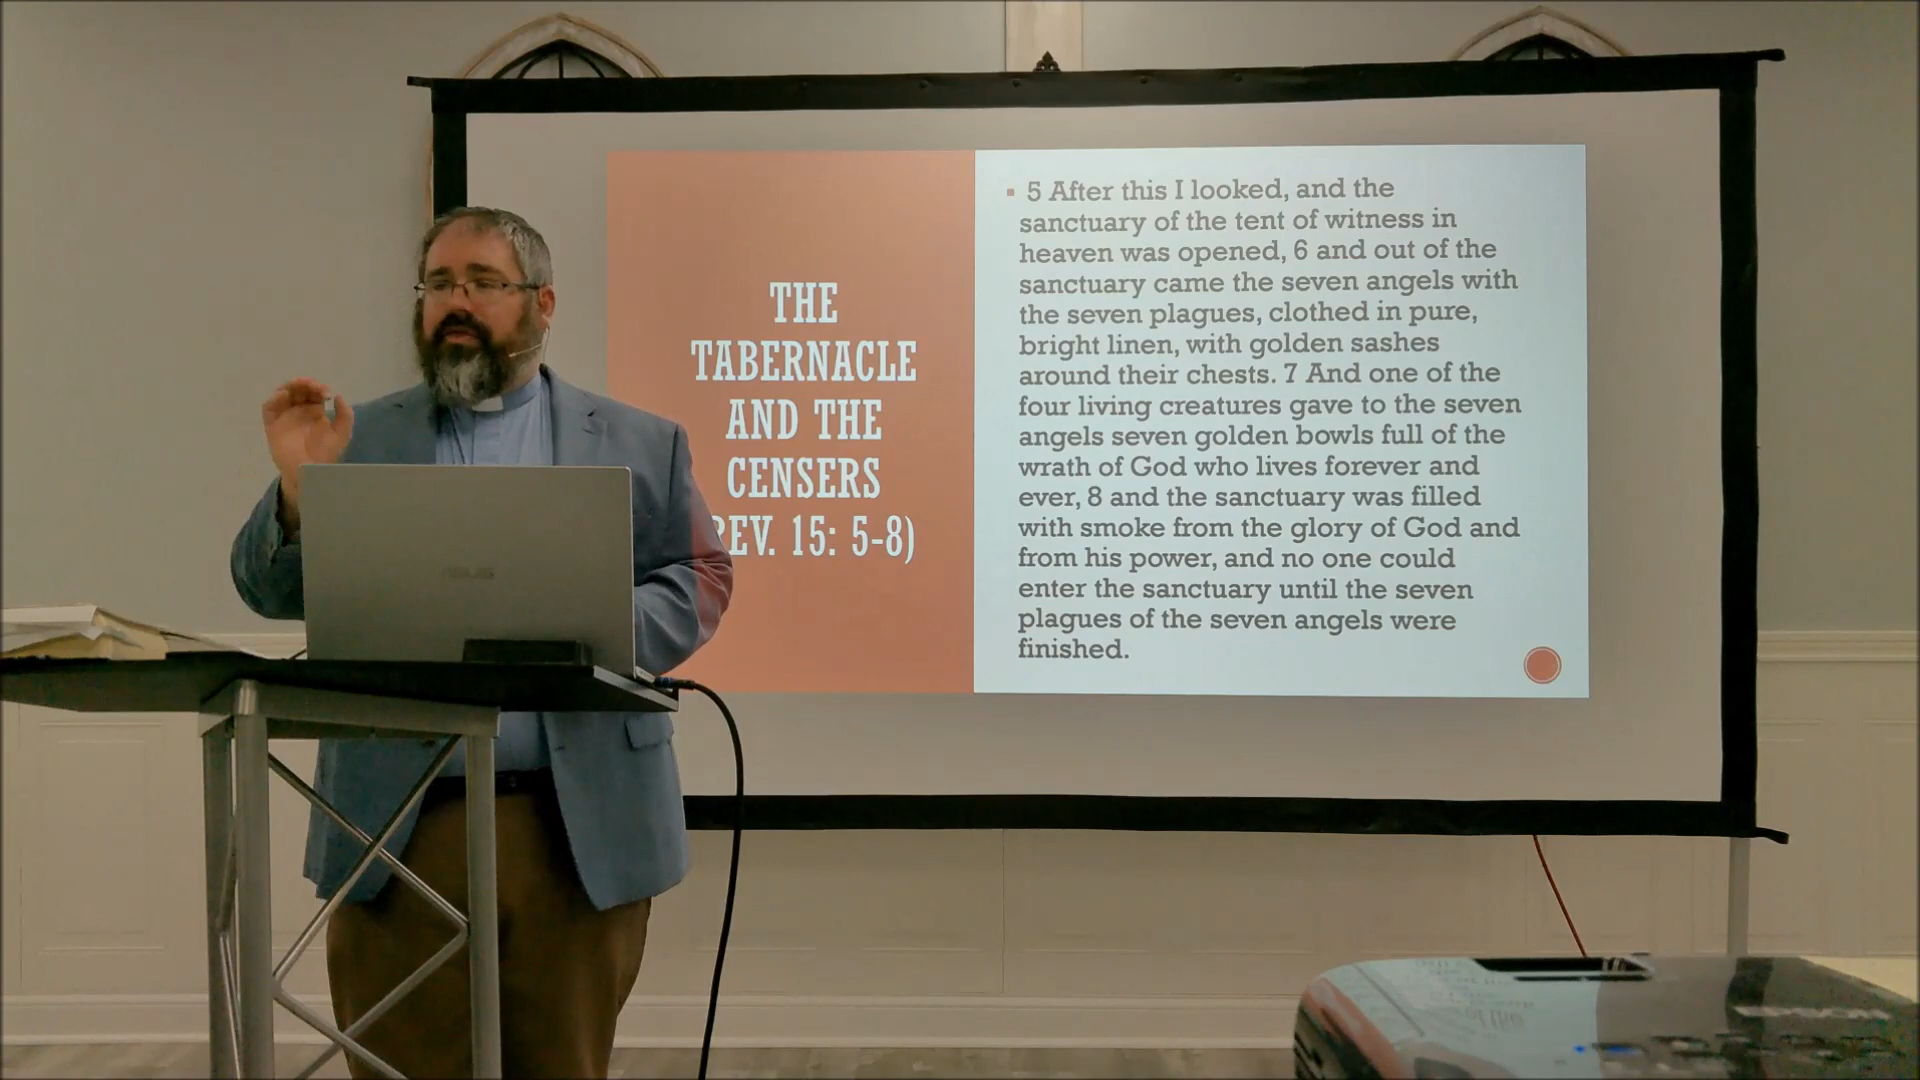 THE
TABERNACLE
AND THE
CENSERS
REV. 15: 5-8)
5 After this I looked, and the
sanctuary of the tent of witness in
heaven was opened, 6 and out of the
sanctuary came the seven angels with
the seven plagues, clothed in pure,
bright linen, with golden sashes
around their chests. 7 And one of the
four living creatures gave to the seven
angels seven golden bowls full of the
wrath of God who lives forever and
ever, 8 and the sanctuary was filled
with smoke from the glory of God and
from his power, and no one could
enter the sanctuary until the seven
plagues of the seven angels were
finished.
ASUS